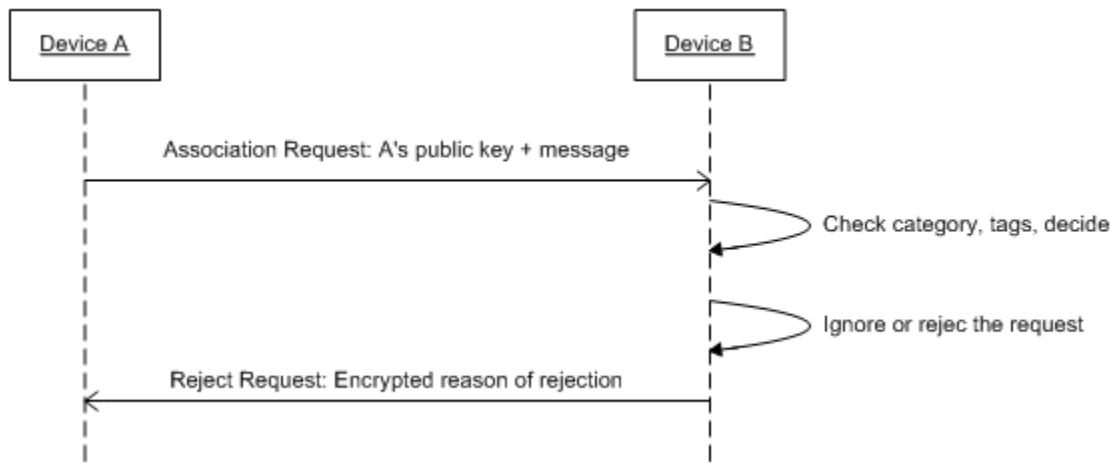 Device A
Device B
Association Request: A's public key + message
Check category, tags, decide
Ignore or rejec the request
Reject Request: Encrypted reason of rejection